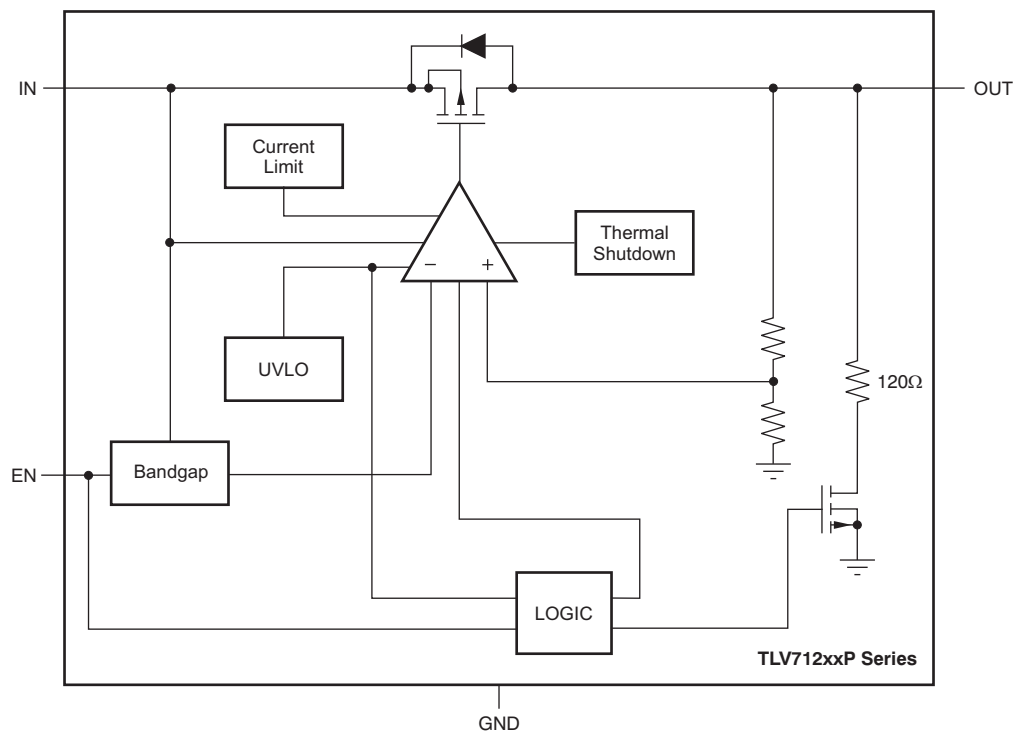 IN
OUT
Current
Limit
Thermal
Shutdown
−
+
UVLO
120Ω
EN
Bandgap
LOGIC
TLV712xxP Series
GND